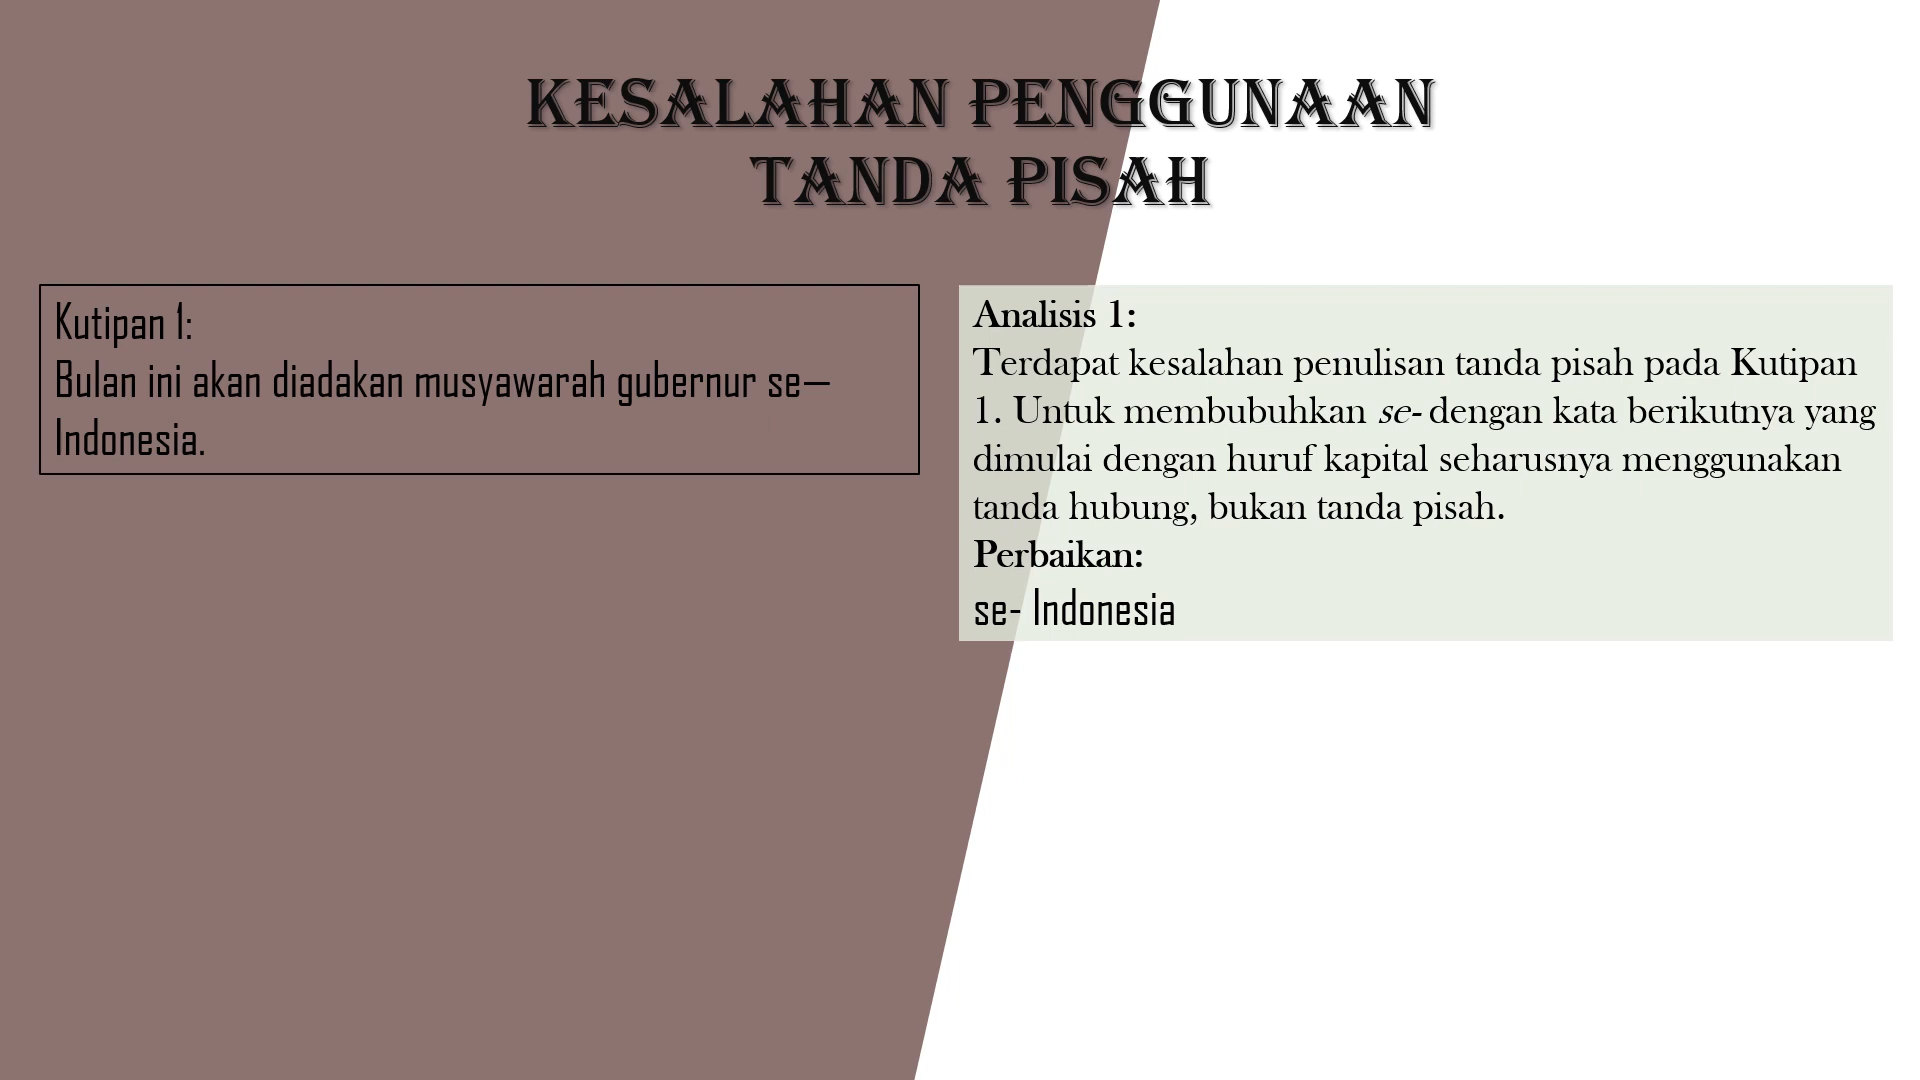 KESALAHAN PENGGUNAAN
TANDA PISAH
Kutipan 1:
Bulan ini akan diadakan musyawarah gubernur se—
Indonesia.
Analisis 1:
Terdapat kesalahan penulisan tanda pisah pada Kutipan
1. Untuk membubuhkan se- dengan kata berikutnya yang
dimulai dengan huruf kapital seharusnya menggunakan
tanda hubung, bukan tanda pisah.
Perbaikan:
se- Indonesia